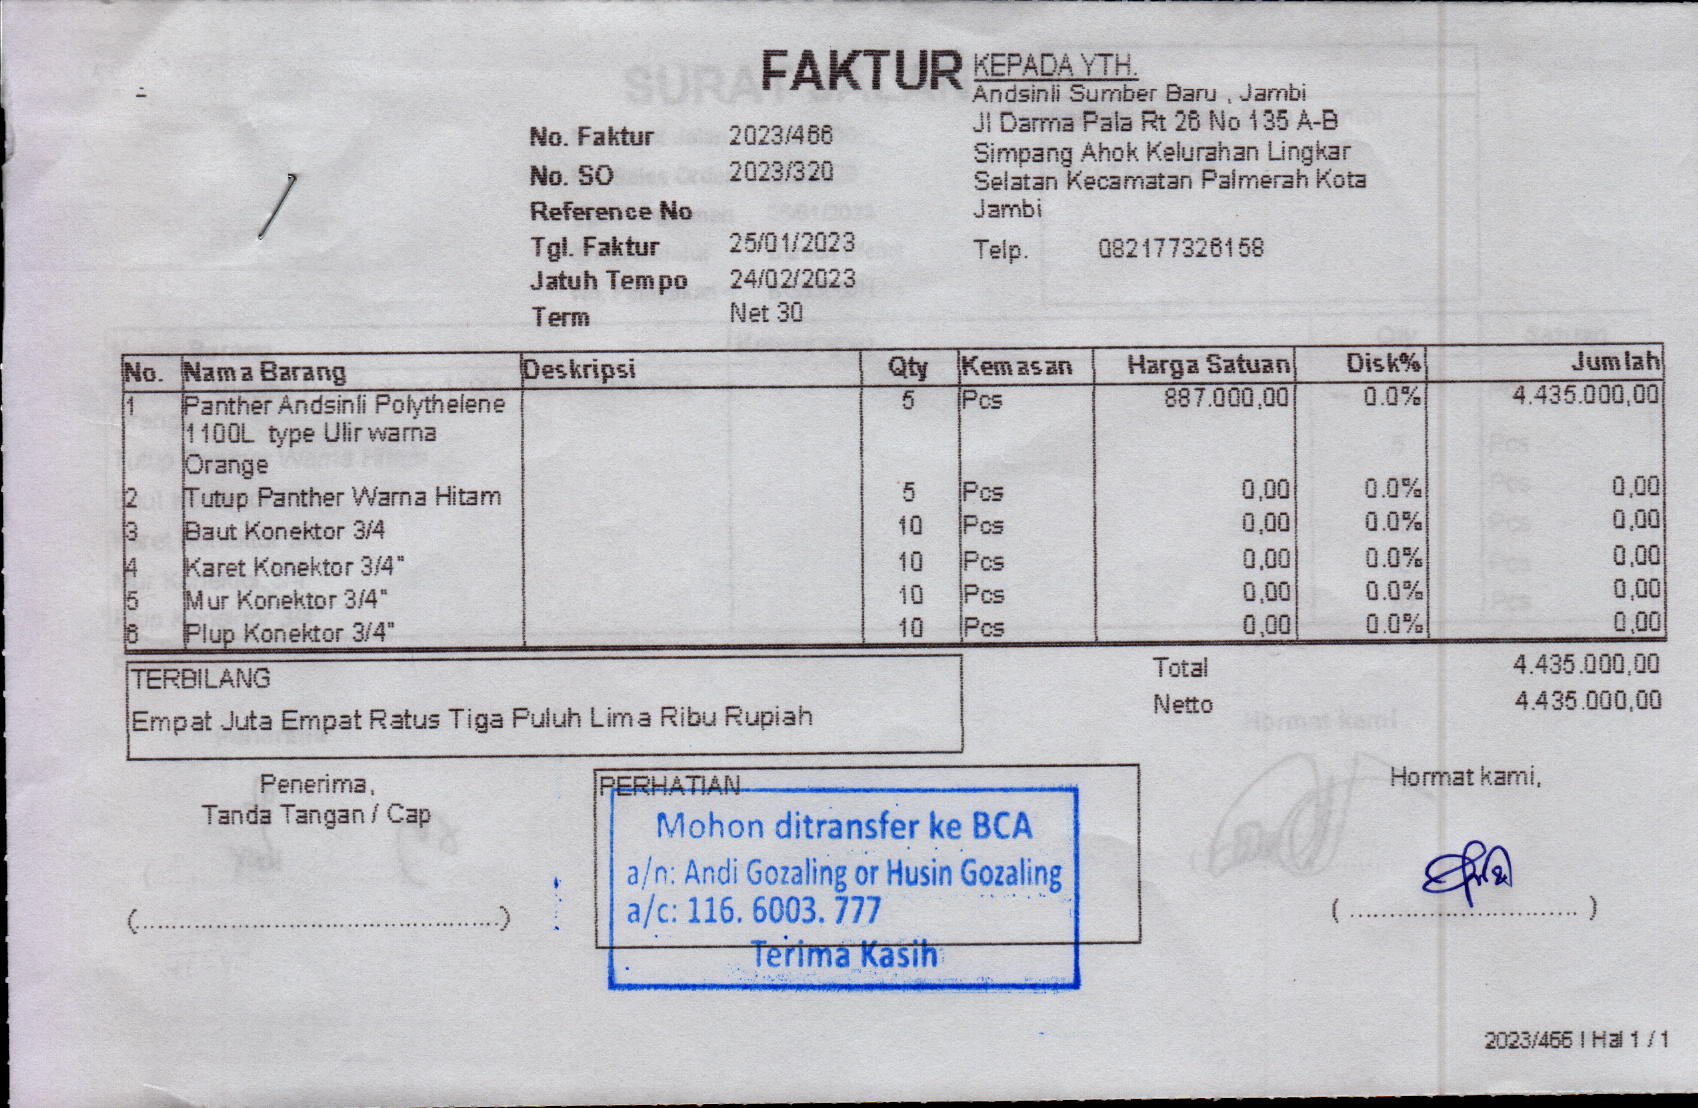 FAKTUR
KEPADA YTH.
Andsinli Sumber Baru , Jambi
Jl Darma Pala Rt 26 No 135 A-B
Simpang Ahok Kelurahan Lingkar
Selatan Kecamatan Palmerah Kota
Jambi
Telp. 082177326158
No. Faktur 2023/466
No. SO 2023/320
Reference No
Tgl. Faktur 25/01/2023
Jatuh Tempo 24/02/2023
Term Net 30
No. Nama Barang Deskripsi Qty Kemasan Harga Satuan Disk% Jumlah
1 Panther Andsinli Polythelene 5 Pcs 887.000,00 0.0% 4.435.000,00
1100L type Ulir warna
Orange
2 Tutup Panther Warna Hitam 5 Pcs 0,00 0.0% 0,00
3 Baut Konektor 3/4 10 Pcs 0,00 0.0% 0,00
4 Karet Konektor 3/4" 10 Pcs 0,00 0.0% 0,00
5 Mur Konektor 3/4" 10 Pcs 0,00 0.0% 0,00
6 Plup Konektor 3/4" 10 Pcs 0,00 0.0% 0,00
TERBILANG
Empat Juta Empat Ratus Tiga Puluh Lima Ribu Rupiah
Total 4.435.000,00
Netto 4.435.000,00
Penerima,
Tanda Tangan / Cap
(..............................................)
PERHATIAN
Mohon ditransfer ke BCA
a/n: Andi Gozaling or Husin Gozaling
a/c: 116. 6003. 777
Terima Kasih
Hormat kami,
( ............................. )
2023/466 | Hal 1 / 1